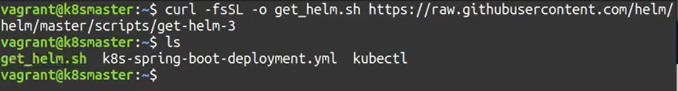 vagrant@k8smaster:~$ curl -fsSL -o get_helm.sh https://raw.githubusercontent.com/helm/
helm/master/scripts/get-helm-3
vagrant@k8smaster:~$ ls
get_helm.sh  k8s-spring-boot-deployment.yml  kubectl
vagrant@k8smaster:~$